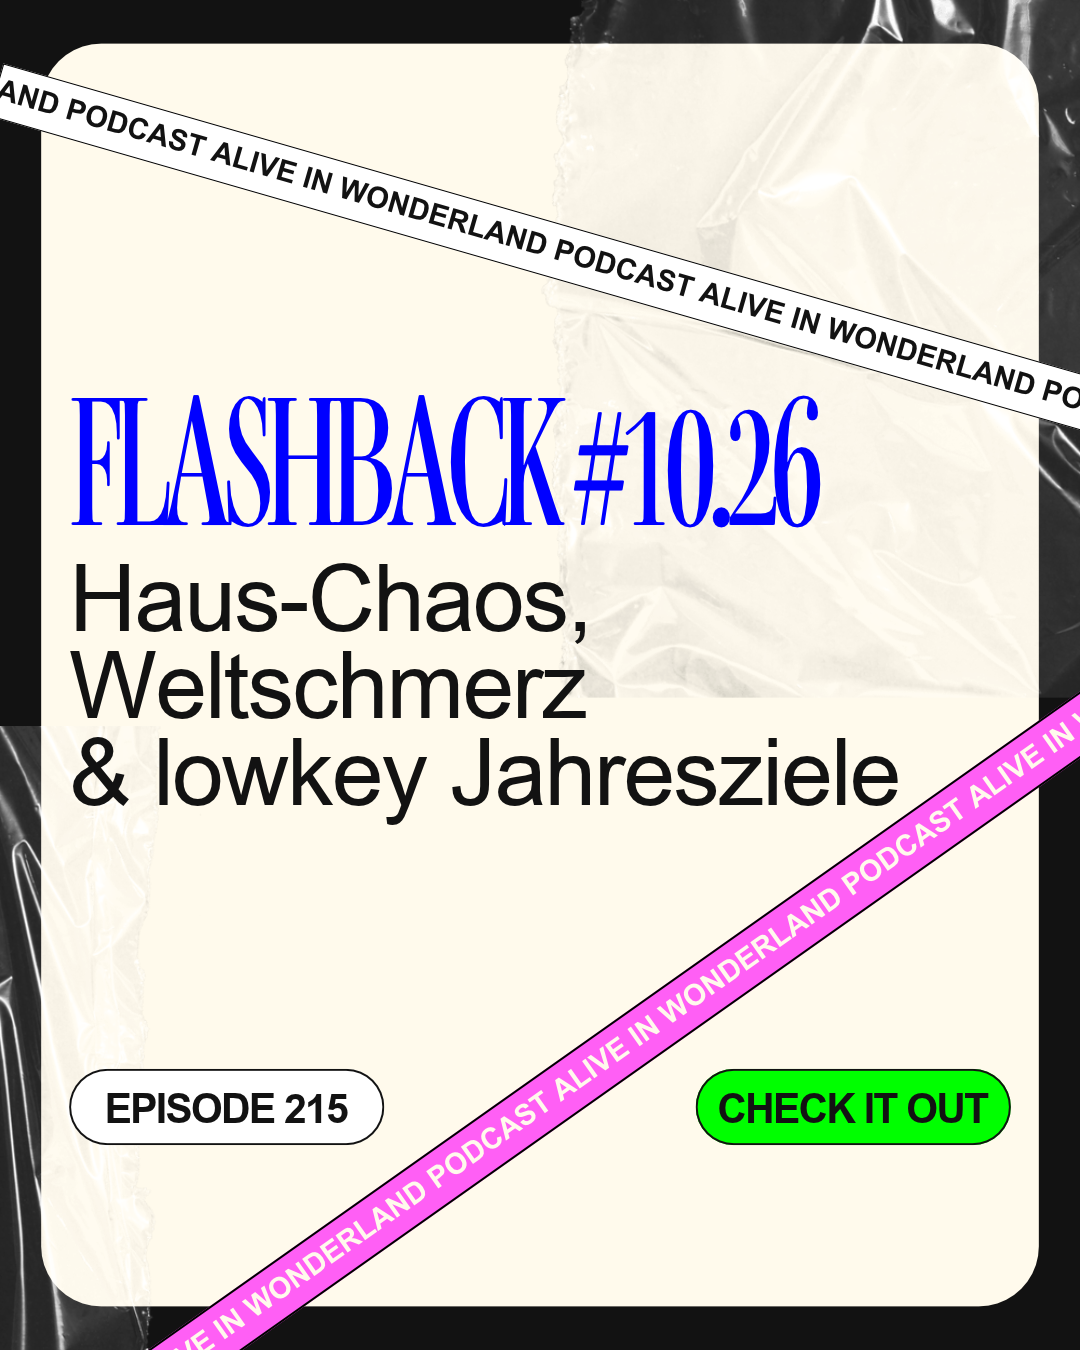 AND PODCAST ALIVE IN WONDERLAND PODCAST ALIVE IN WONDERLAND PO
FLASHBACK #10.26
Haus-Chaos,
Weltschmerz
& lowkey Jahresziele
VE IN WONDERLAND PODCAST ALIVE IN WONDERLAND PODCAST ALIVE IN
EPISODE 215
CHECK IT OUT